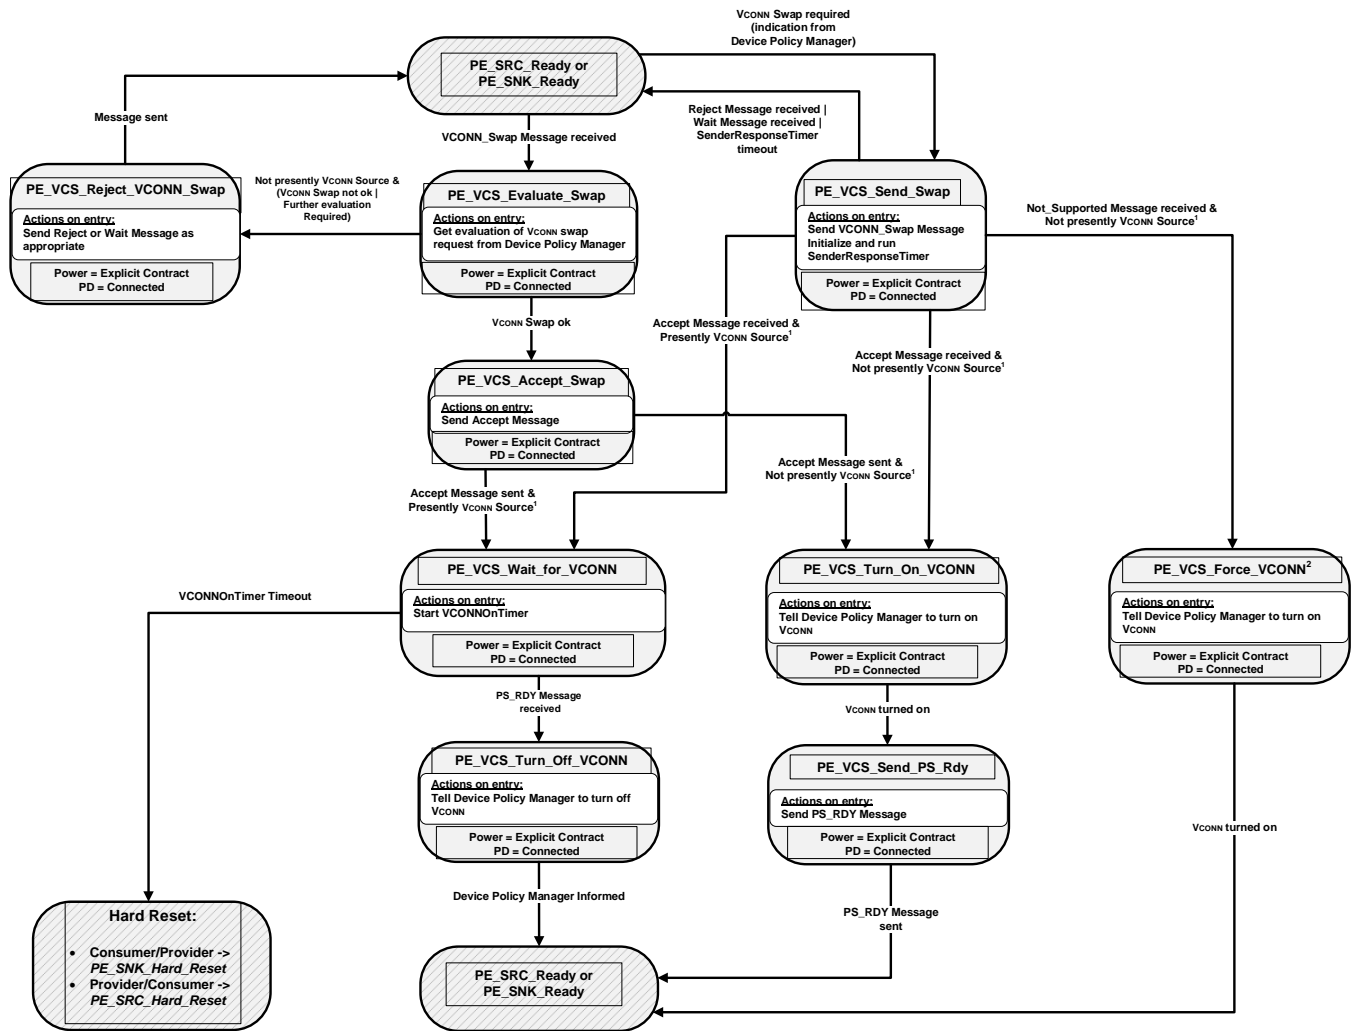 VCONN Swap required
(indication from
Device Policy Manager)
PE_SRC_Ready or
PE_SNK_Ready
Message sent
VCONN_Swap Message received
Reject Message received |
Wait Message received |
SenderResponseTimer
timeout
PE_VCS_Reject_VCONN_Swap
Actions on entry:
Send Reject or Wait Message as
appropriate
Power = Explicit Contract
PD = Connected
Not presently VCONN Source &
(VCONN Swap not ok |
Further evaluation
Required)
PE_VCS_Evaluate_Swap
Actions on entry:
Get evaluation of VCONN swap
request from Device Policy Manager
Power = Explicit Contract
PD = Connected
PE_VCS_Send_Swap
Actions on entry:
Send VCONN_Swap Message
Initialize and run
SenderResponseTimer
Power = Explicit Contract
PD = Connected
Not_Supported Message received &
Not presently VCONN Source¹
VCONN Swap ok
Accept Message received &
Presently VCONN Source¹
Accept Message received &
Not presently VCONN Source¹
PE_VCS_Accept_Swap
Actions on entry:
Send Accept Message
Power = Explicit Contract
PD = Connected
Accept Message sent &
Presently VCONN Source¹
Accept Message sent &
Not presently VCONN Source¹
PE_VCS_Wait_for_VCONN
Actions on entry:
Start VCONNOnTimer
Power = Explicit Contract
PD = Connected
PE_VCS_Turn_On_VCONN
Actions on entry:
Tell Device Policy Manager to turn on
VCONN
Power = Explicit Contract
PD = Connected
PE_VCS_Force_VCONN²
Actions on entry:
Tell Device Policy Manager to turn on
VCONN
Power = Explicit Contract
PD = Connected
VCONNOnTimer Timeout
PS_RDY Message
received
VCONN turned on
PE_VCS_Turn_Off_VCONN
Actions on entry:
Tell Device Policy Manager to turn off
VCONN
Power = Explicit Contract
PD = Connected
PE_VCS_Send_PS_Rdy
Actions on entry:
Send PS_RDY Message
Power = Explicit Contract
PD = Connected
VCONN turned on
Device Policy Manager Informed
PS_RDY Message
sent
Hard Reset:
• Consumer/Provider ->
PE_SNK_Hard_Reset
• Provider/Consumer ->
PE_SRC_Hard_Reset
PE_SRC_Ready or
PE_SNK_Ready